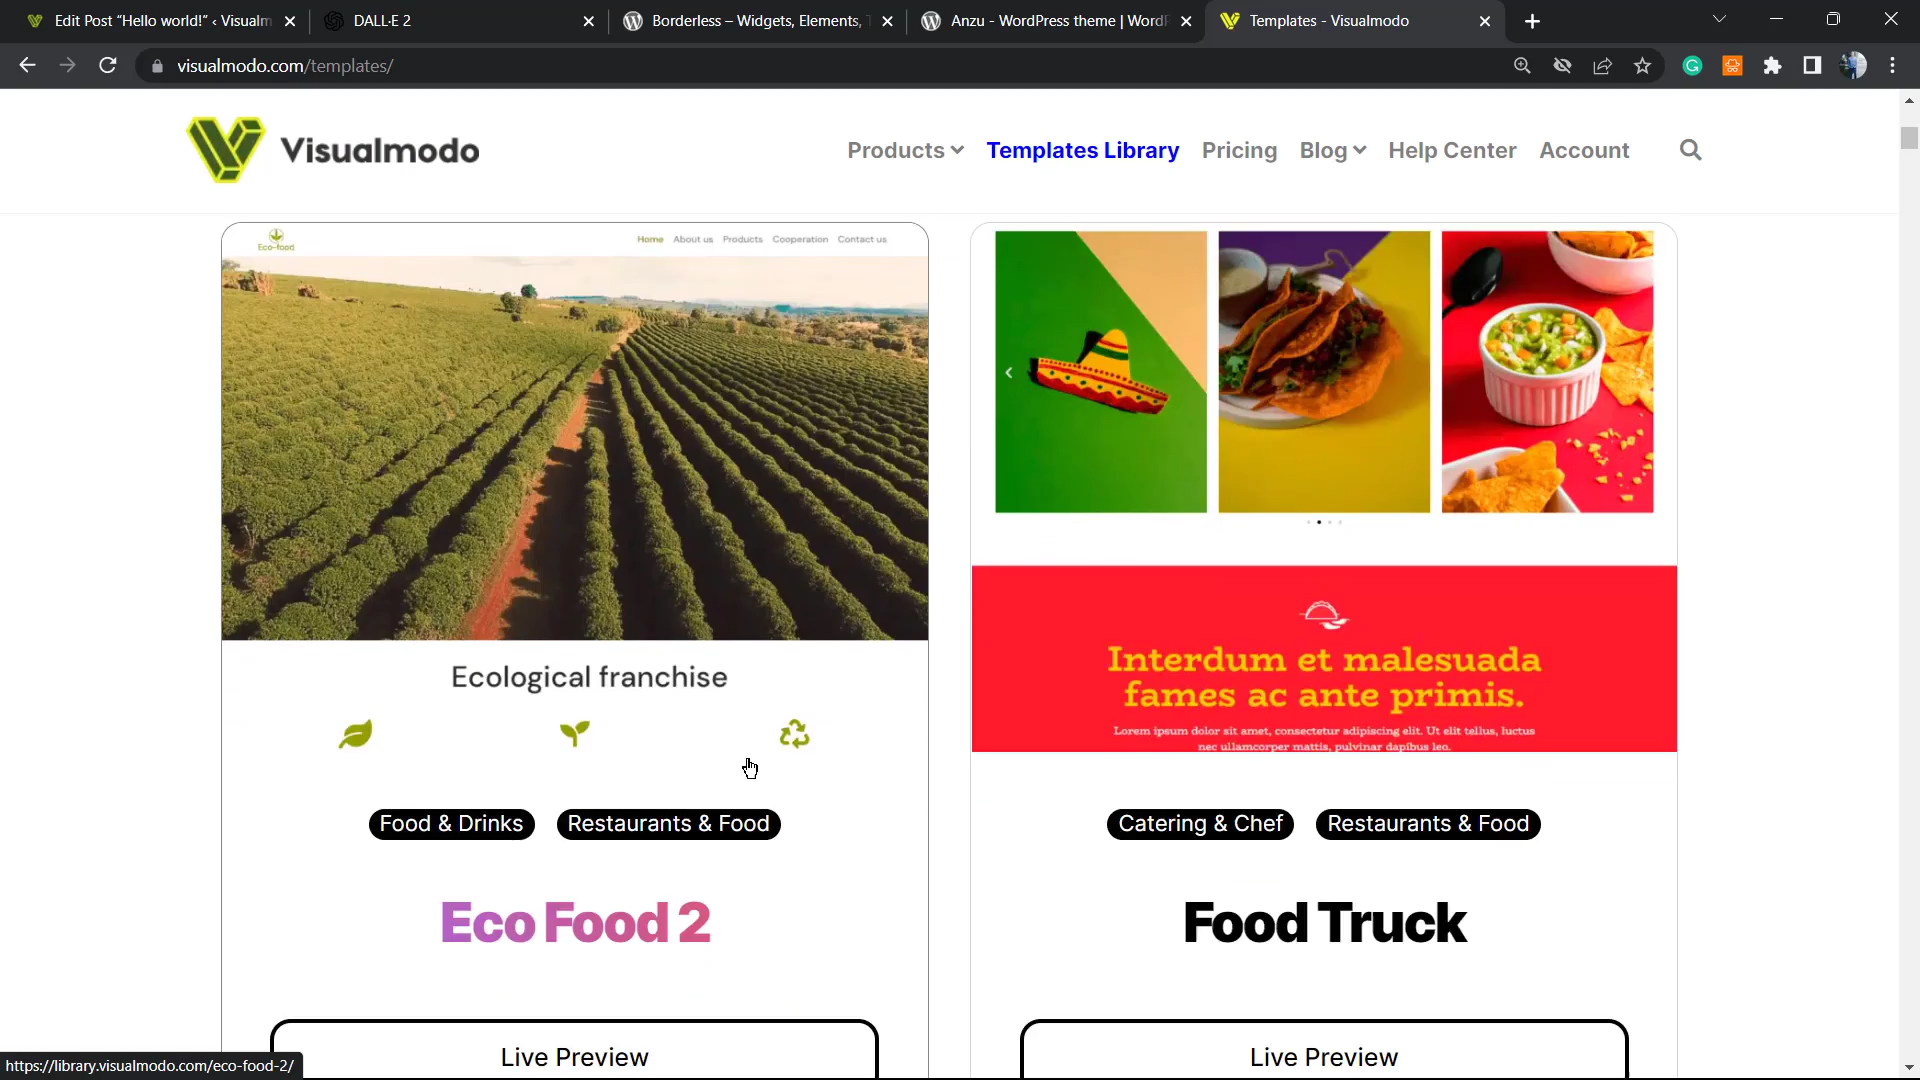 Edit Post “Hello world!” ‹ Visualm
DALL·E 2
Borderless – Widgets, Elements,
Anzu - WordPress theme | Word
Templates - Visualmodo
visualmodo.com/templates/
Visualmodo
Products
Templates Library
Pricing
Blog
Help Center
Account
Eco-food
Home About us Products Cooperation Contact us
Ecological franchise
Food & Drinks
Restaurants & Food
Eco Food 2
Live Preview
Interdum et malesuada
fames ac ante primis.
Lorem ipsum dolor sit amet, consectetur adipiscing elit. Ut elit tellus, luctus
nec ullamcorper mattis, pulvinar dapibus leo.
Catering & Chef
Restaurants & Food
Food Truck
Live Preview
https://library.visualmodo.com/eco-food-2/